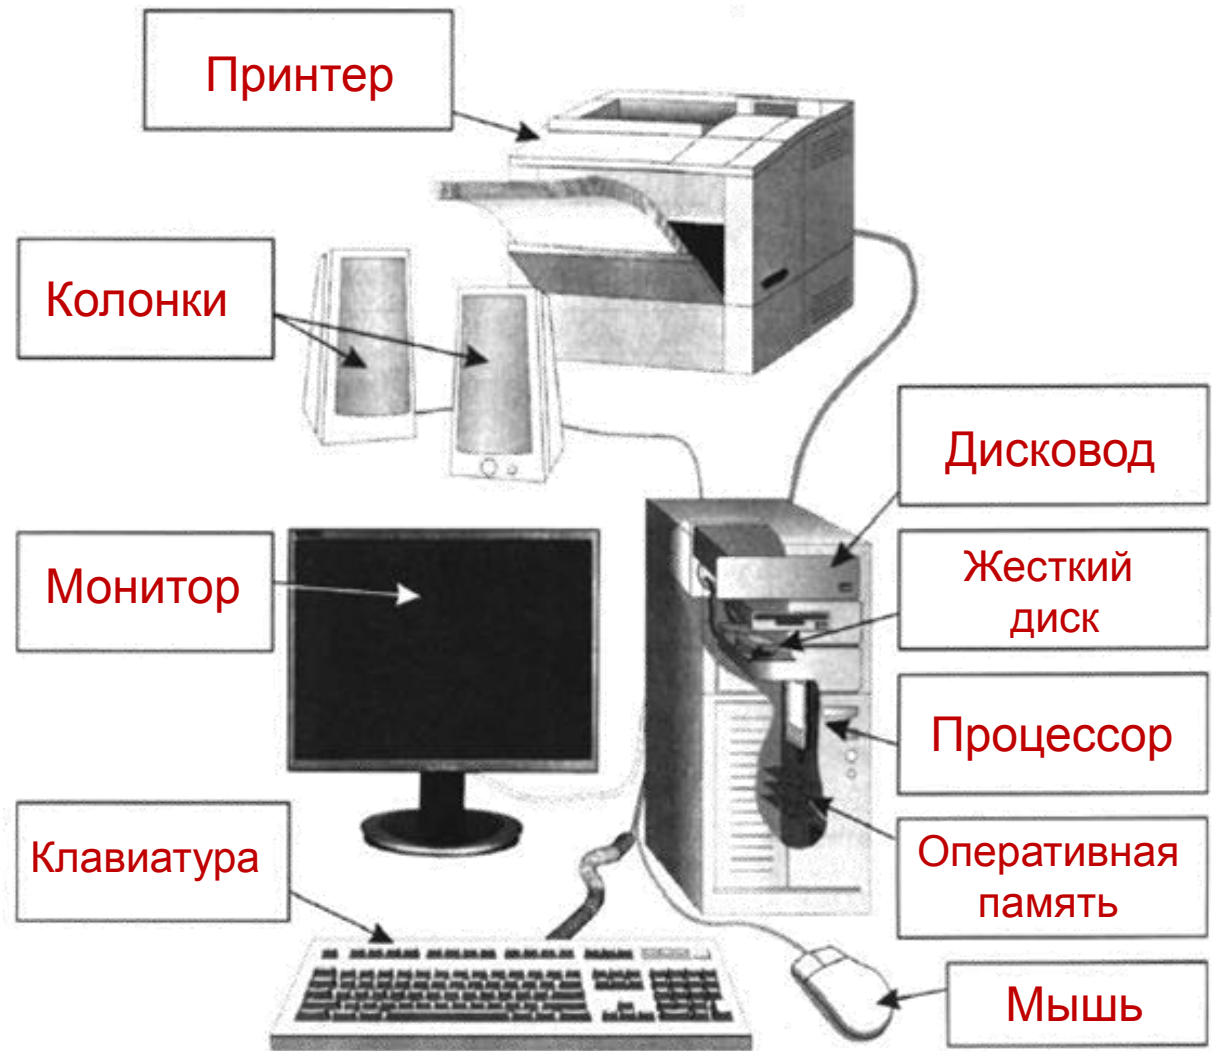 Принтер
Колонки
Дисковод
Монитор
Жесткий
диск
Процессор
Клавиатура
Оперативная
память
Мышь